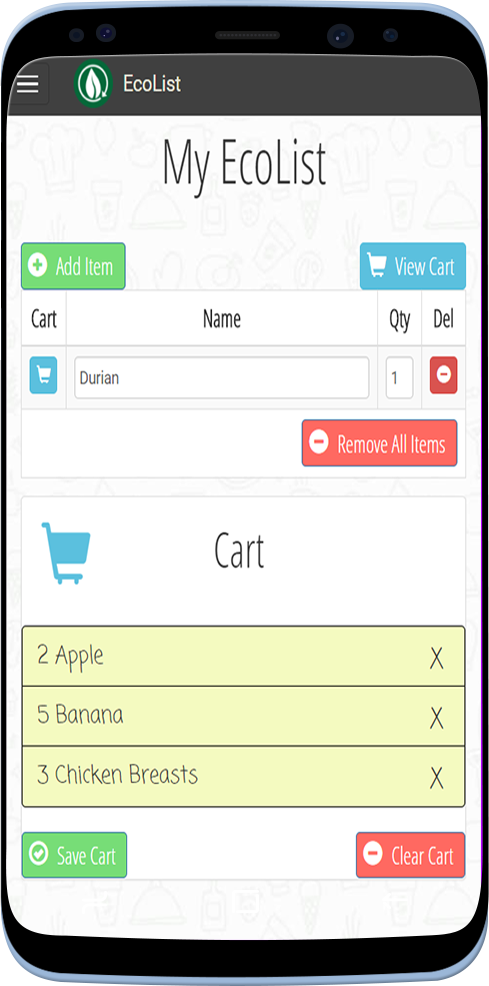 EcoList
My EcoList
Add Item View Cart
Cart Name Qty Del
Durian 1
Remove All Items
Cart
2 Apple X
5 Banana X
3 Chicken Breasts X
Save Cart Clear Cart